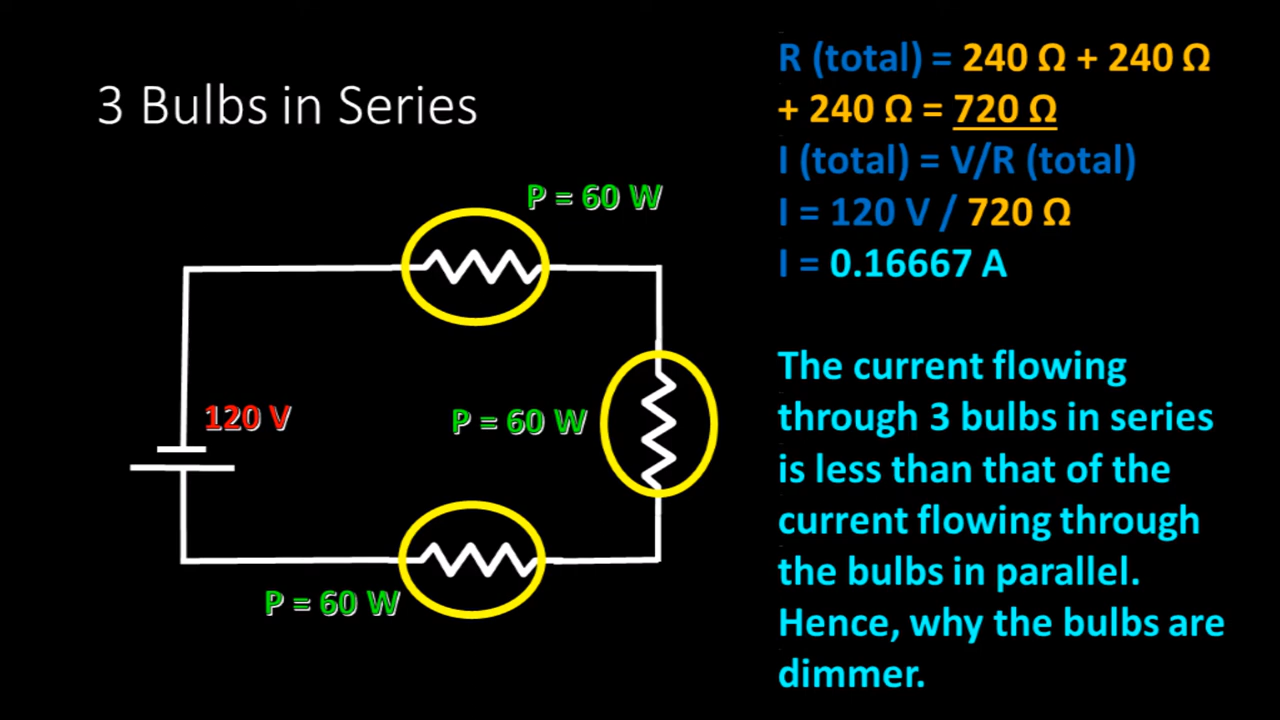 3 Bulbs in Series
R (total) = 240 Ω + 240 Ω
+ 240 Ω = 720 Ω
I (total) = V/R (total)
I = 120 V / 720 Ω
I = 0.16667 A
P = 60 W
120 V
P = 60 W
P = 60 W
The current flowing
through 3 bulbs in series
is less than that of the
current flowing through
the bulbs in parallel.
Hence, why the bulbs are
dimmer.